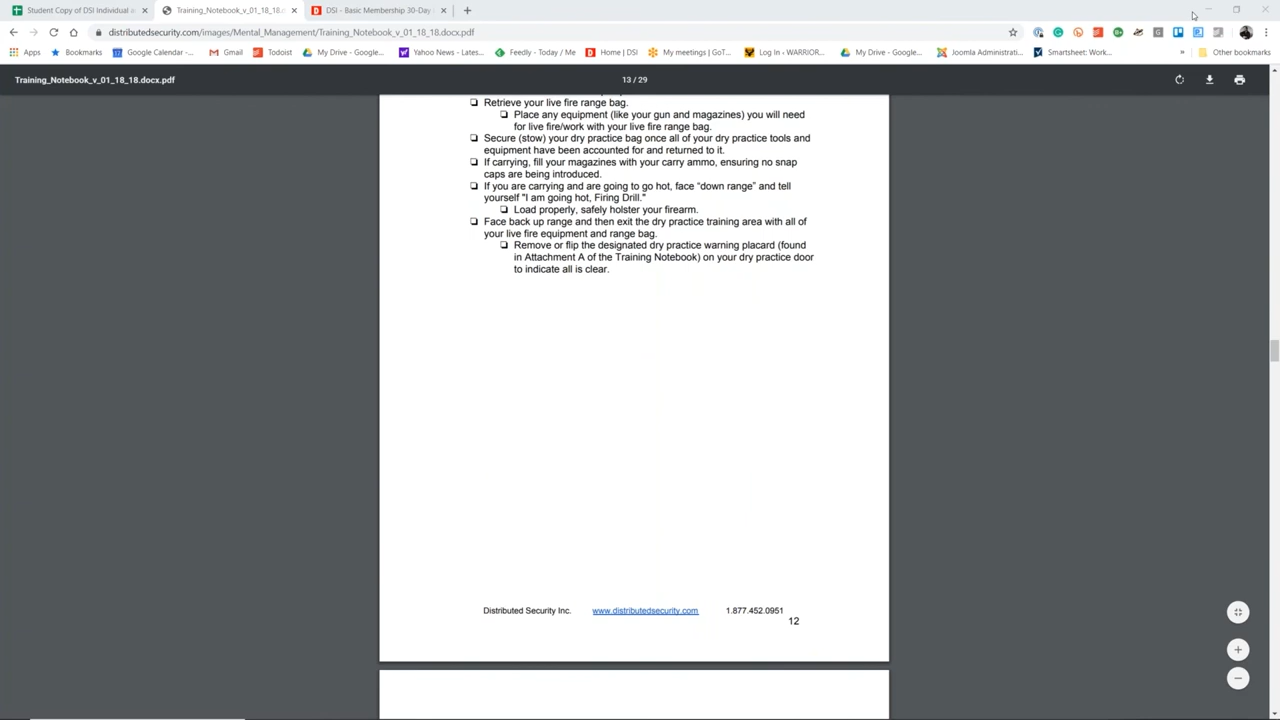 Student Copy of DSI Individual a
Training_Notebook_v_01_18_18.d
DSI - Basic Membership 30-Day
distributedsecurity.com/images/Mental_Management/Training_Notebook_v_01_18_18.docx.pdf
Apps
Bookmarks
Google Calendar -...
Gmail
Todoist
My Drive - Google...
Yahoo News - Lates...
Feedly - Today / Me
Home | DSI
My meetings | GoT...
Log In ‹ WARRIOR...
My Drive - Google...
Joomla Administrati...
Smartsheet: Work...
»
Other bookmarks
Training_Notebook_v_01_18_18.docx.pdf
13 / 29
❏ Retrieve your live fire range bag.
❏ Place any equipment (like your gun and magazines) you will need
for live fire/work with your live fire range bag.
❏ Secure (stow) your dry practice bag once all of your dry practice tools and
equipment have been accounted for and returned to it.
❏ If carrying, fill your magazines with your carry ammo, ensuring no snap
caps are being introduced.
❏ If you are carrying and are going to go hot, face “down range” and tell
yourself "I am going hot, Firing Drill."
❏ Load properly, safely holster your firearm.
❏ Face back up range and then exit the dry practice training area with all of
your live fire equipment and range bag.
❏ Remove or flip the designated dry practice warning placard (found
in Attachment A of the Training Notebook) on your dry practice door
to indicate all is clear.
Distributed Security Inc. www.distributedsecurity.com 1.877.452.0951
12